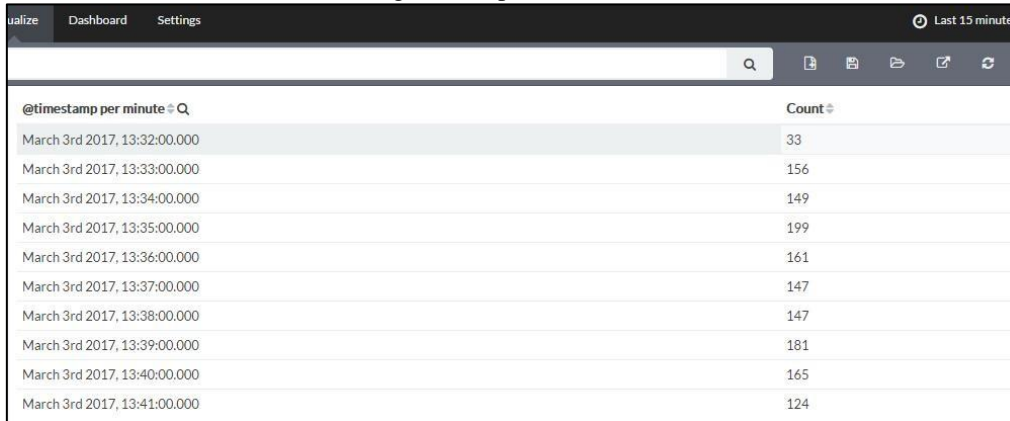 ualize Dashboard Settings Last 15 minute
@timestamp per minute Count
March 3rd 2017, 13:32:00.000 33
March 3rd 2017, 13:33:00.000 156
March 3rd 2017, 13:34:00.000 149
March 3rd 2017, 13:35:00.000 199
March 3rd 2017, 13:36:00.000 161
March 3rd 2017, 13:37:00.000 147
March 3rd 2017, 13:38:00.000 147
March 3rd 2017, 13:39:00.000 181
March 3rd 2017, 13:40:00.000 165
March 3rd 2017, 13:41:00.000 124